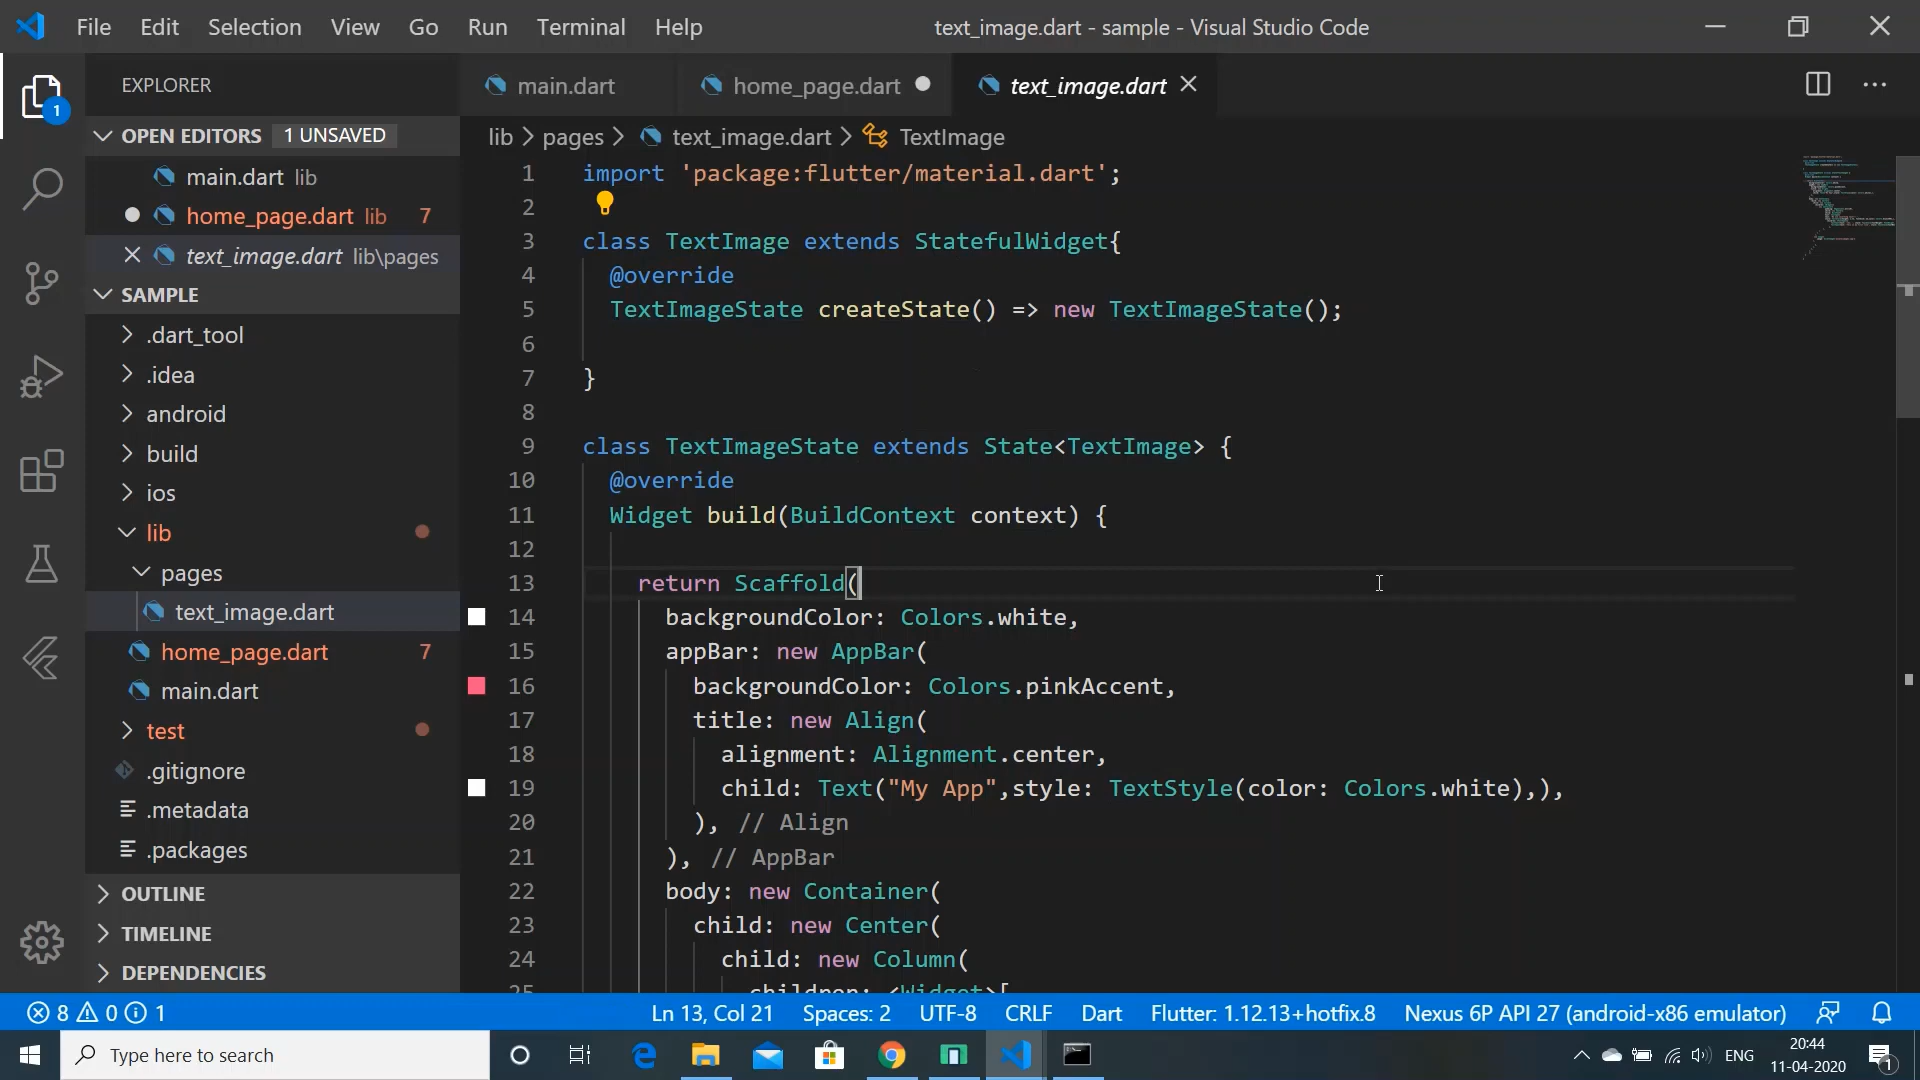 File Edit Selection View Go Run Terminal Help
text_image.dart - sample - Visual Studio Code
EXPLORER
OPEN EDITORS 1 UNSAVED
main.dart lib
home_page.dart lib 7
text_image.dart lib\pages
SAMPLE
.dart_tool
.idea
android
build
ios
lib
pages
text_image.dart
home_page.dart 7
main.dart
test
.gitignore
.metadata
.packages
OUTLINE
TIMELINE
DEPENDENCIES
1
main.dart home_page.dart text_image.dart
lib > pages > text_image.dart > TextImage
1 import 'package:flutter/material.dart';
2
3 class TextImage extends StatefulWidget{
4 @override
5 TextImageState createState() => new TextImageState();
6
7 }
8
9 class TextImageState extends State<TextImage> {
10 @override
11 Widget build(BuildContext context) {
12
13 return Scaffold(
14 backgroundColor: Colors.white,
15 appBar: new AppBar(
16 backgroundColor: Colors.pinkAccent,
17 title: new Align(
18 alignment: Alignment.center,
19 child: Text("My App",style: TextStyle(color: Colors.white),),
20 ), // Align
21 ), // AppBar
22 body: new Container(
23 child: new Center(
24 child: new Column(
25 children: <Widget>[
8 0 1
Ln 13, Col 21 Spaces: 2 UTF-8 CRLF Dart Flutter: 1.12.13+hotfix.8 Nexus 6P API 27 (android-x86 emulator)
Type here to search
ENG
20:44
11-04-2020
1